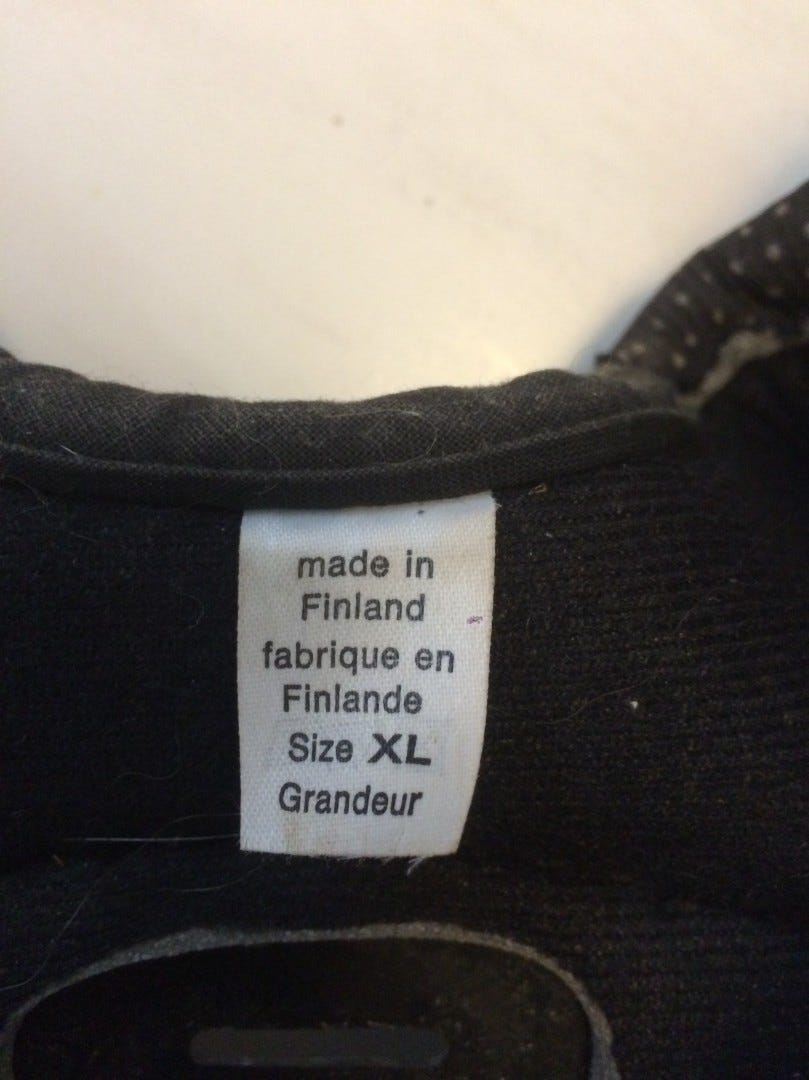 made in
Finland
fabrique en
Finlande
Size XL
Grandeur